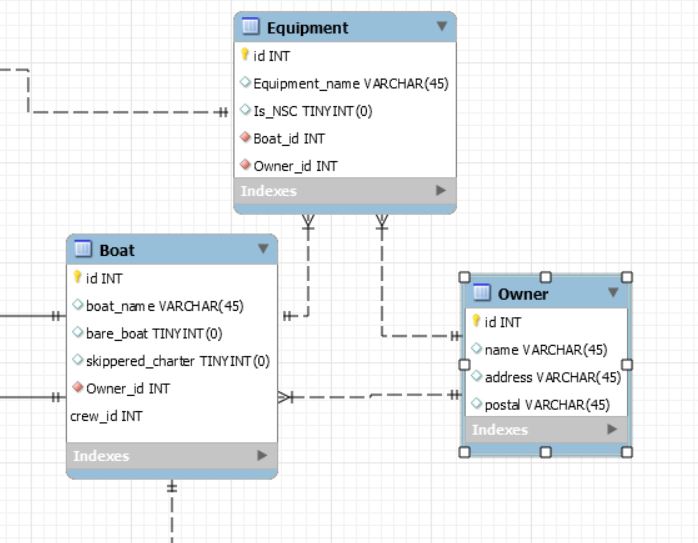 Equipment
id INT
Equipment_name VARCHAR(45)
Is_NSC TINYINT(0)
Boat_id INT
Owner_id INT
Indexes
Boat
id INT
boat_name VARCHAR(45)
bare_boat TINYINT(0)
skippered_charter TINYINT(0)
Owner_id INT
crew_id INT
Indexes
Owner
id INT
name VARCHAR(45)
address VARCHAR(45)
postal VARCHAR(45)
Indexes